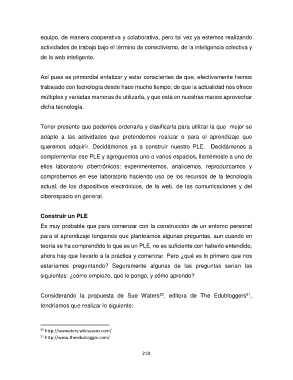 equipo, de manera cooperativa y colaborativa, pero tal vez ya estemos realizando
actividades de trabajo bajo el término de conectivismo, de la inteligencia colectiva y
de la web inteligente.
Así pues es primordial enfatizar y estar conscientes de que, efectivamente hemos
trabajado con tecnología desde hace mucho tiempo; de que la actualidad nos ofrece
múltiples y variadas maneras de utilizarla, y que está en nuestras manos aprovechar
dicha tecnología.
Tener presente que podemos ordenarla y clasificarla para utilizar la que mejor se
adapte a las actividades que pretendemos realizar o para el aprendizaje que
queremos adquirir. Decidámonos ya a construir nuestro PLE. Decidámonos a
complementar ese PLE y agreguemos uno o varios espacios, llamémosle a uno de
ellos laboratorio cibertrónico; experimentemos, analicemos, reproduzcamos y
comprobemos en ese laboratorio haciendo uso de los recursos de la tecnología
actual, de los dispositivos electrónicos, de la web, de las comunicaciones y del
ciberespacio en general.
Construir un PLE
Es muy probable que para comenzar con la construcción de un entorno personal
para el aprendizaje tengamos que plantearnos algunas preguntas, aun cuando en
teoría se ha comprendido lo que es un PLE, no es suficiente con haberlo entendido,
ahora hay que llevarlo a la práctica y comenzar. Pero ¿qué es lo primero que nos
estaríamos preguntando? Seguramente algunas de las preguntas serían las
siguientes: ¿cómo empiezo, qué le pongo, y cómo aprendo?
Considerando la propuesta de Sue Waters⁵⁶, editora de The Edubloggers⁵⁷,
tendríamos que realizar lo siguiente:
⁵⁶ http://suewaters.wikispaces.com/
⁵⁷ http://www.theedublogger.com/
218